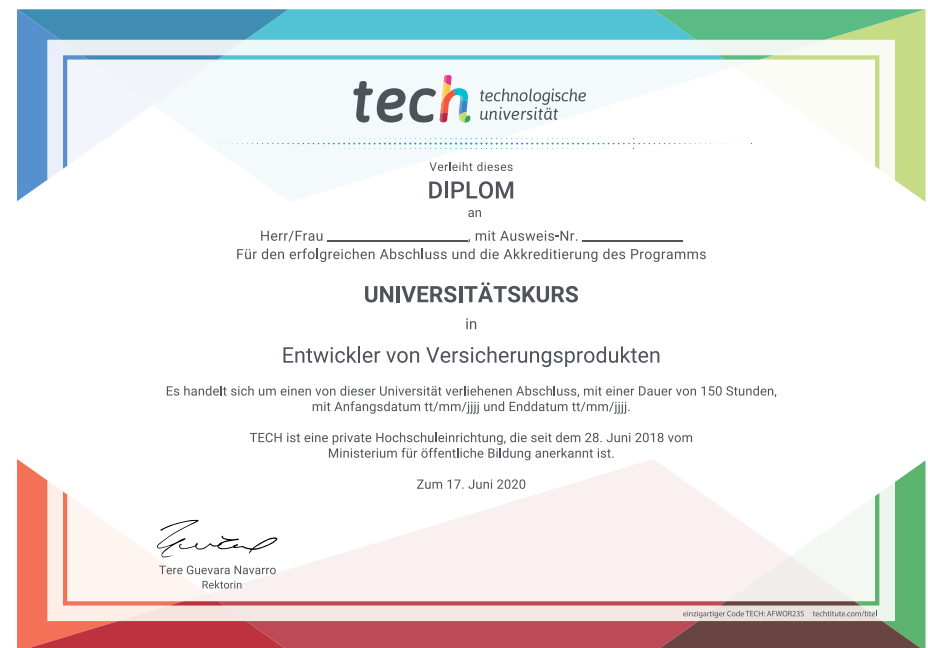 tech technologische
universität
Verleiht dieses
DIPLOM
an
Herr/Frau ____________________, mit Ausweis-Nr. ______________
Für den erfolgreichen Abschluss und die Akkreditierung des Programms
UNIVERSITÄTSKURS
in
Entwickler von Versicherungsprodukten
Es handelt sich um einen von dieser Universität verliehenen Abschluss, mit einer Dauer von 150 Stunden,
mit Anfangsdatum tt/mm/jjjj und Enddatum tt/mm/jjjj.
TECH ist eine private Hochschuleinrichtung, die seit dem 28. Juni 2018 vom
Ministerium für öffentliche Bildung anerkannt ist.
Zum 17. Juni 2020
Tere Guevara Navarro
Rektorin
einzigartiger Code TECH: AFWOR23S techtitute.com/titel